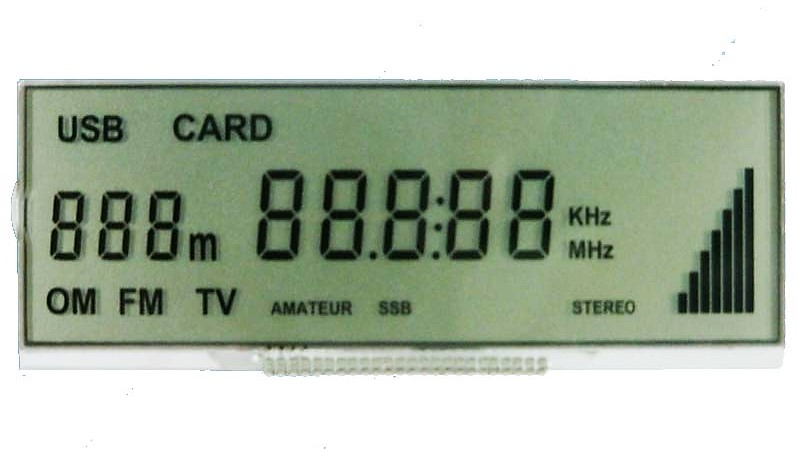 USB CARD
888m 88.8:88 KHz
MHz
OM FM TV AMATEUR SSB STEREO